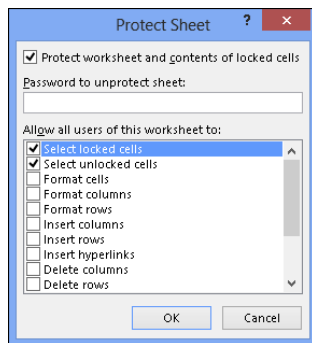 Protect Sheet ? ×
Protect worksheet and contents of locked cells
Password to unprotect sheet:
Allow all users of this worksheet to:
Select locked cells
Select unlocked cells
Format cells
Format columns
Format rows
Insert columns
Insert rows
Insert hyperlinks
Delete columns
Delete rows
OK Cancel